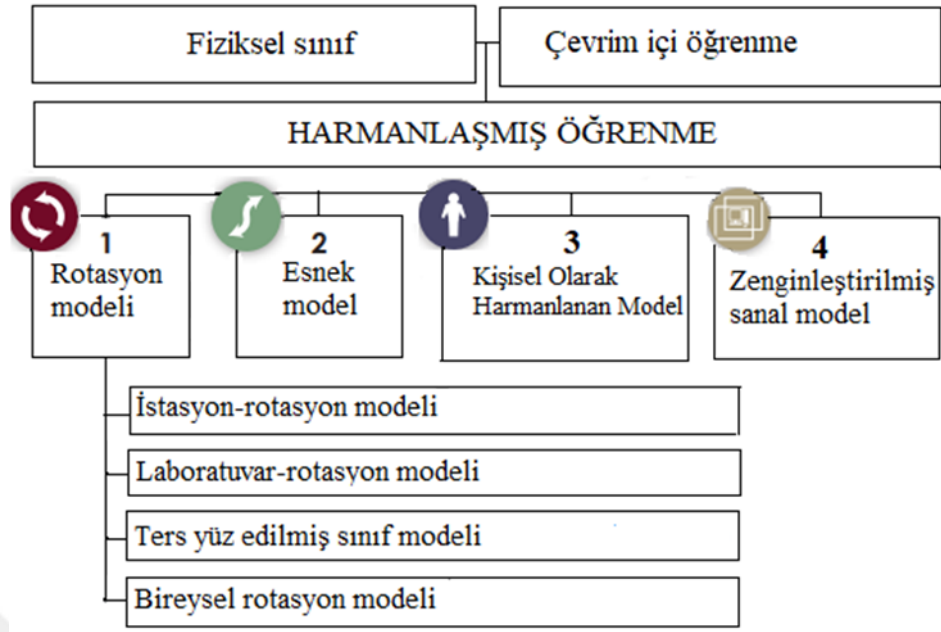 Fiziksel sınıf
Çevrim içi öğrenme
HARMANLAŞMIŞ ÖĞRENME
1
Rotasyon
modeli
2
Esnek
model
3
Kişisel Olarak
Harmanlanan Model
4
Zenginleştirilmiş
sanal model
İstasyon-rotasyon modeli
Laboratuvar-rotasyon modeli
Ters yüz edilmiş sınıf modeli
Bireysel rotasyon modeli